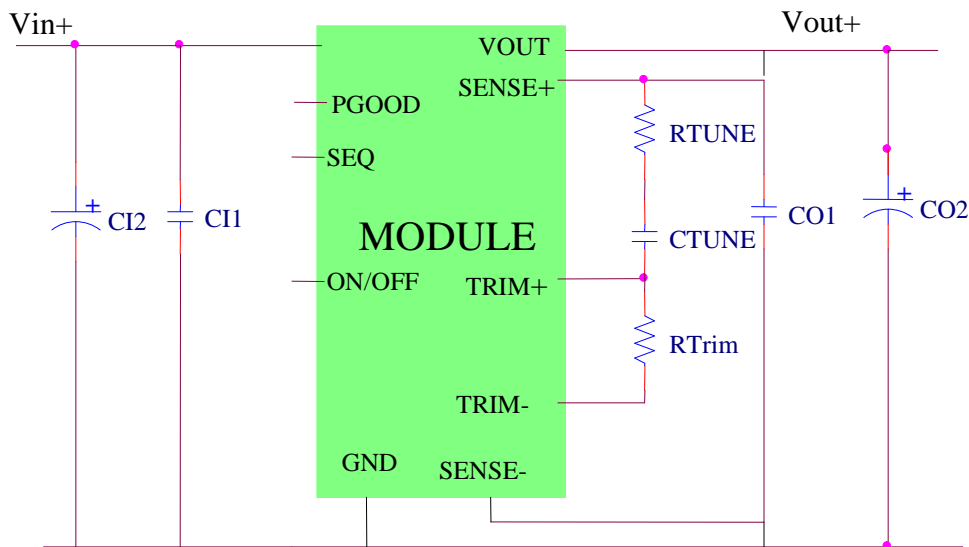 Vin+
Vout+
VOUT
SENSE+
PGOOD
RTUNE
SEQ
+
CI2
CI1
MODULE
CTUNE
CO1
+
CO2
ON/OFF
TRIM+
RTrim
TRIM-
GND
SENSE-